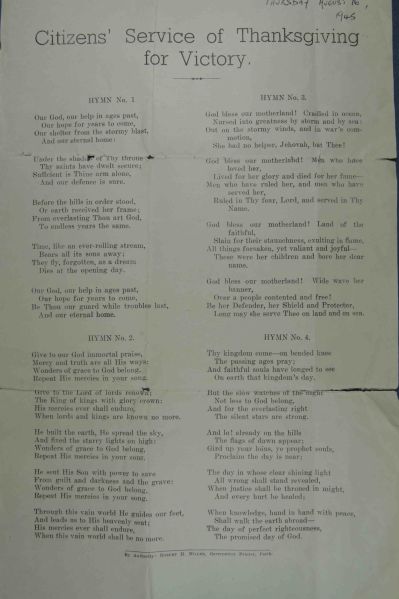 THURSDAY AUGUST
1945
Citizens' Service of Thanksgiving
for Victory.
HYMN No. 1
Our God, our help in ages past,
Our hope for years to come,
Our shelter from the stormy blast,
And our eternal home:
Under the shadow of Thy throne
Thy saints have dwelt secure;
Sufficient is Thine arm alone,
And our defence is sure.
Before the hills in order stood,
Or earth received her frame;
From everlasting Thou art God,
To endless years the same.
Time, like an ever-rolling stream,
Bears all its sons away;
They fly, forgotten, as a dream
Dies at the opening day.
Our God, our help in ages past,
Our hope for years to come,
Be Thou our guard while troubles last,
And our eternal home.
HYMN No. 2.
Give to our God immortal praise,
Mercy and truth are all His ways:
Wonders of grace to God belong,
Repeat His mercies in your song.
Give to the Lord of lords renown;
The King of kings with glory crown:
His mercies ever shall endure,
When lords and kings are known no more.
He built the earth, He spread the sky,
And fixed the starry lights on high:
Wonders of grace to God belong,
Repeat His mercies in your song.
He sent His Son with power to save
From guilt and darkness and the grave:
Wonders of grace to God belong,
Repeat His mercies in your song.
Through this vain world He guides our feet,
And leads us to His heavenly seat;
His mercies ever shall endure,
When this vain world shall be no more.
HYMN No. 3.
God bless our motherland! Cradled in ocean,
Nursed into greatness by storm and by sea:
Out on the stormy winds, and in war's com-
motion,
She had no helper, Jehovah, but Thee!
God bless our motherland! Men who have
loved her,
Lived for her glory and died for her fame—
Men who have ruled her, and men who have
served her,
Ruled in Thy fear, Lord, and served in Thy
Name.
God bless our motherland! Land of the
faithful,
Slain for their staunchness, exulting in flame,
All things forsaken, yet valiant and joyful—
These were her children and bore her dear
name.
God bless our motherland! Wide wave her
banner,
Over a people contented and free!
Be her Defender, her Shield and Protector,
Long may she serve Thee on land and on sea.
HYMN No. 4.
Thy kingdom come—on bended knee
The passing ages pray;
And faithful souls have longed to see
On earth that kingdom's day.
But the slow watches of the night
Not less to God belong,
And for the everlasting right
The silent stars are strong.
And lo! already on the hills
The flags of dawn appear;
Gird up your loins, ye prophet souls,
Proclaim the day is near:
The day in whose clear shining light
All wrong shall stand revealed,
When justice shall be throned in might,
And every hurt be healed;
When knowledge, hand in hand with peace,
Shall walk the earth abroad—
The day of perfect righteousness,
The promised day of God.
By Authority: ROBERT H. MILLER, Government Printer, Perth.